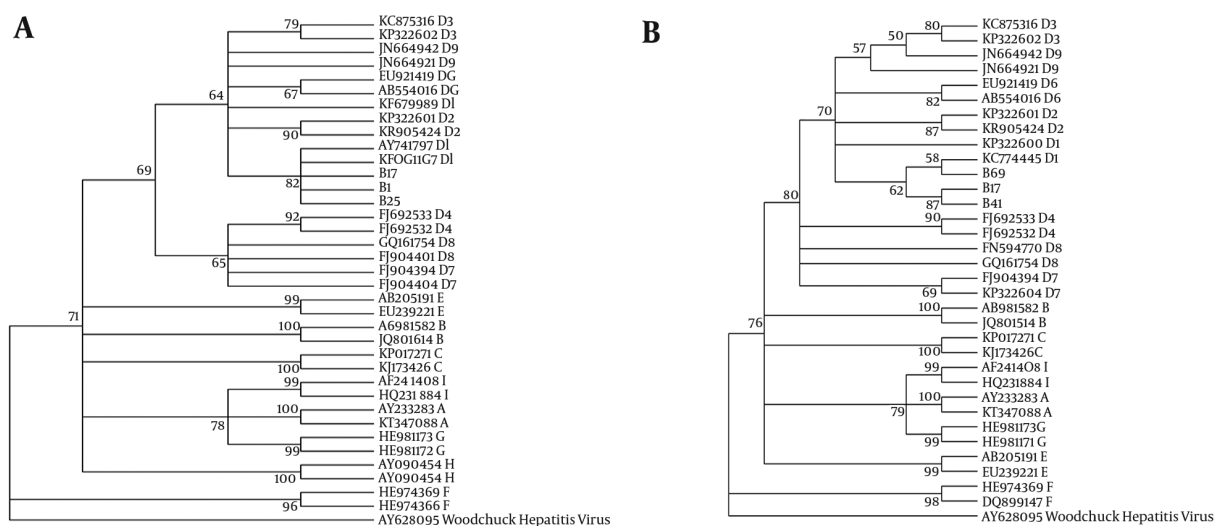 A
79
KC875316 D3
KP322602 D3
JN664942 D9
JN664921 D9
EU921419 DG
67
AB554016 DG
64
KF679989 Dl
KP322601 D2
90
KR905424 D2
AY741797 Dl
KFOG11G7 Dl
82
B17
B1
B25
69
92
FJ692533 D4
FJ692532 D4
GQ161754 D8
65
FJ904401 D8
FJ904394 D7
FJ904404 D7
99
AB205191 E
EU239221 E
71
100
A6981582 B
JQ801614 B
KP017271 C
100
KJ173426 C
99
AF241408 I
HQ231 884 I
100
AY233283 A
78
KT347088 A
HE981173 G
99
HE981172 G
AY090454 H
100
AY090454 H
HE974369 F
96
HE974366 F
AY628095 Woodchuck Hepatitis Virus
B
80
KC875316 D3
50
KP322602 D3
57
JN664942 D9
JN664921 D9
EU921419 D6
82
AB554016 D6
70
KP322601 D2
87
KR905424 D2
KP322600 D1
58
KC774445 D1
62
B69
B17
87
B41
80
90
FJ692533 D4
FJ692532 D4
FN594770 D8
GQ161754 D8
FJ904394 D7
69
KP322604 D7
100
AB981582 B
76
JQ801514 B
KP017271 C
100
KJ173426C
99
AF2414O8 I
HQ231884 I
100
AY233283 A
79
KT347088 A
HE981173G
99
HE981171 G
AB205191 E
99
EU239221 E
HE974369 F
98
DQ899147 F
AY628095 Woodchuck Hepatitis Virus